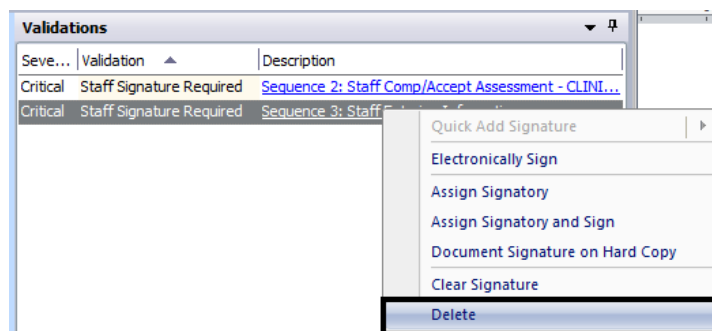 Validations
Seve... Validation Description
Critical Staff Signature Required Sequence 2: Staff Comp/Accept Assessment - CLINI...
Critical Staff Signature Required Sequence 3: Staff
Quick Add Signature
Electronically Sign
Assign Signatory
Assign Signatory and Sign
Document Signature on Hard Copy
Clear Signature
Delete